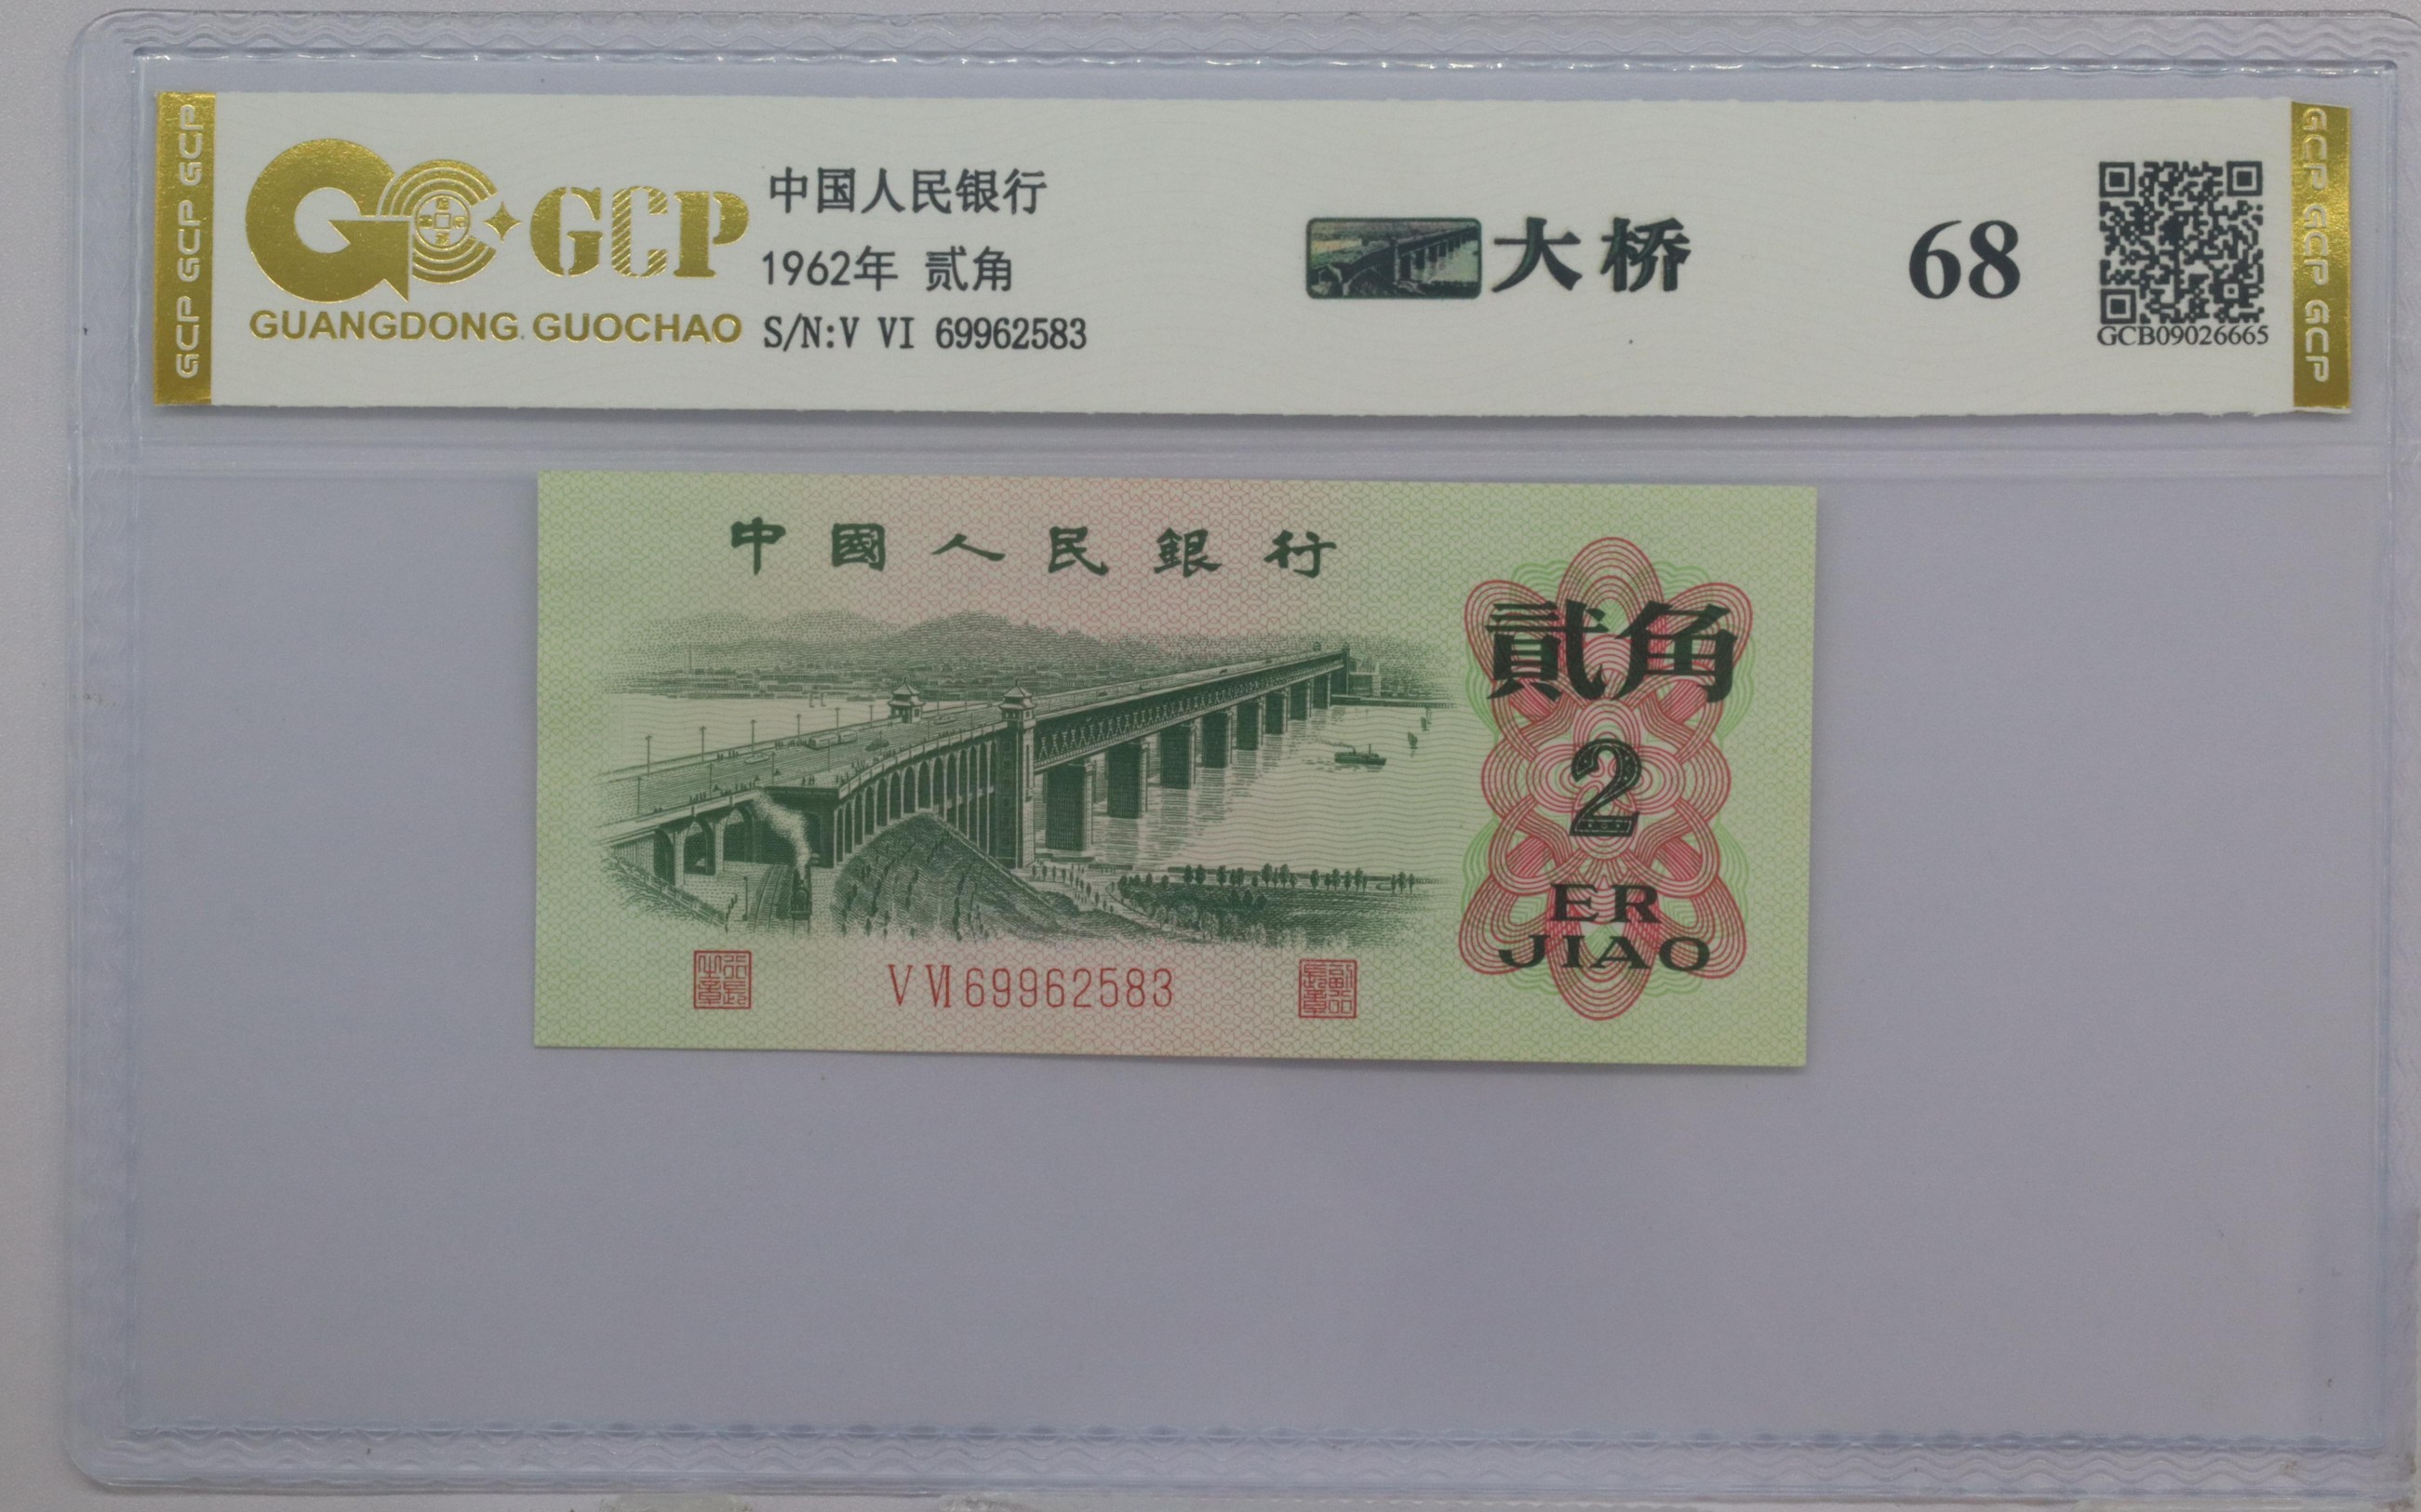 GCP GCP GCP
GCP
GUANGDONG GUOCHAO
中国人民银行
1962年 贰角
S/N:V VI 69962583
大桥
68
GCB09026665
GCP GCP GCP
中國人民銀行
貳角
2
ER
JIAO
V VI 69962583